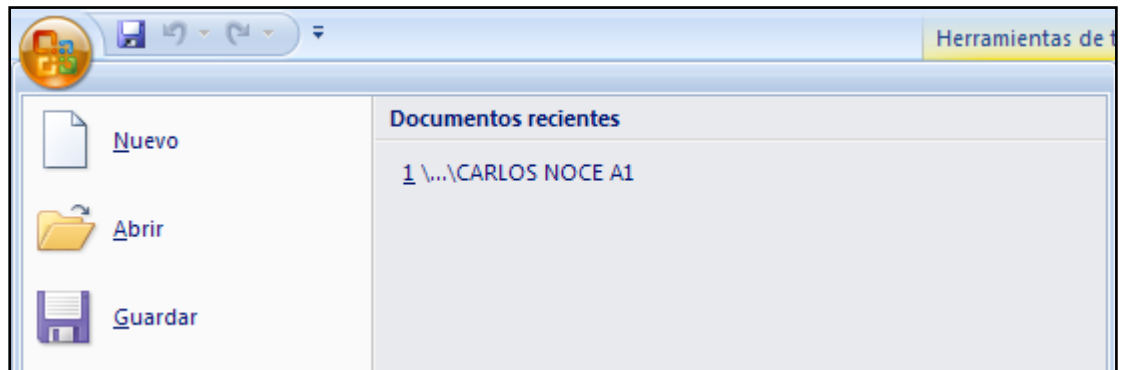 Herramientas de t
Documentos recientes
Nuevo
1 \...\CARLOS NOCE A1
Abrir
Guardar